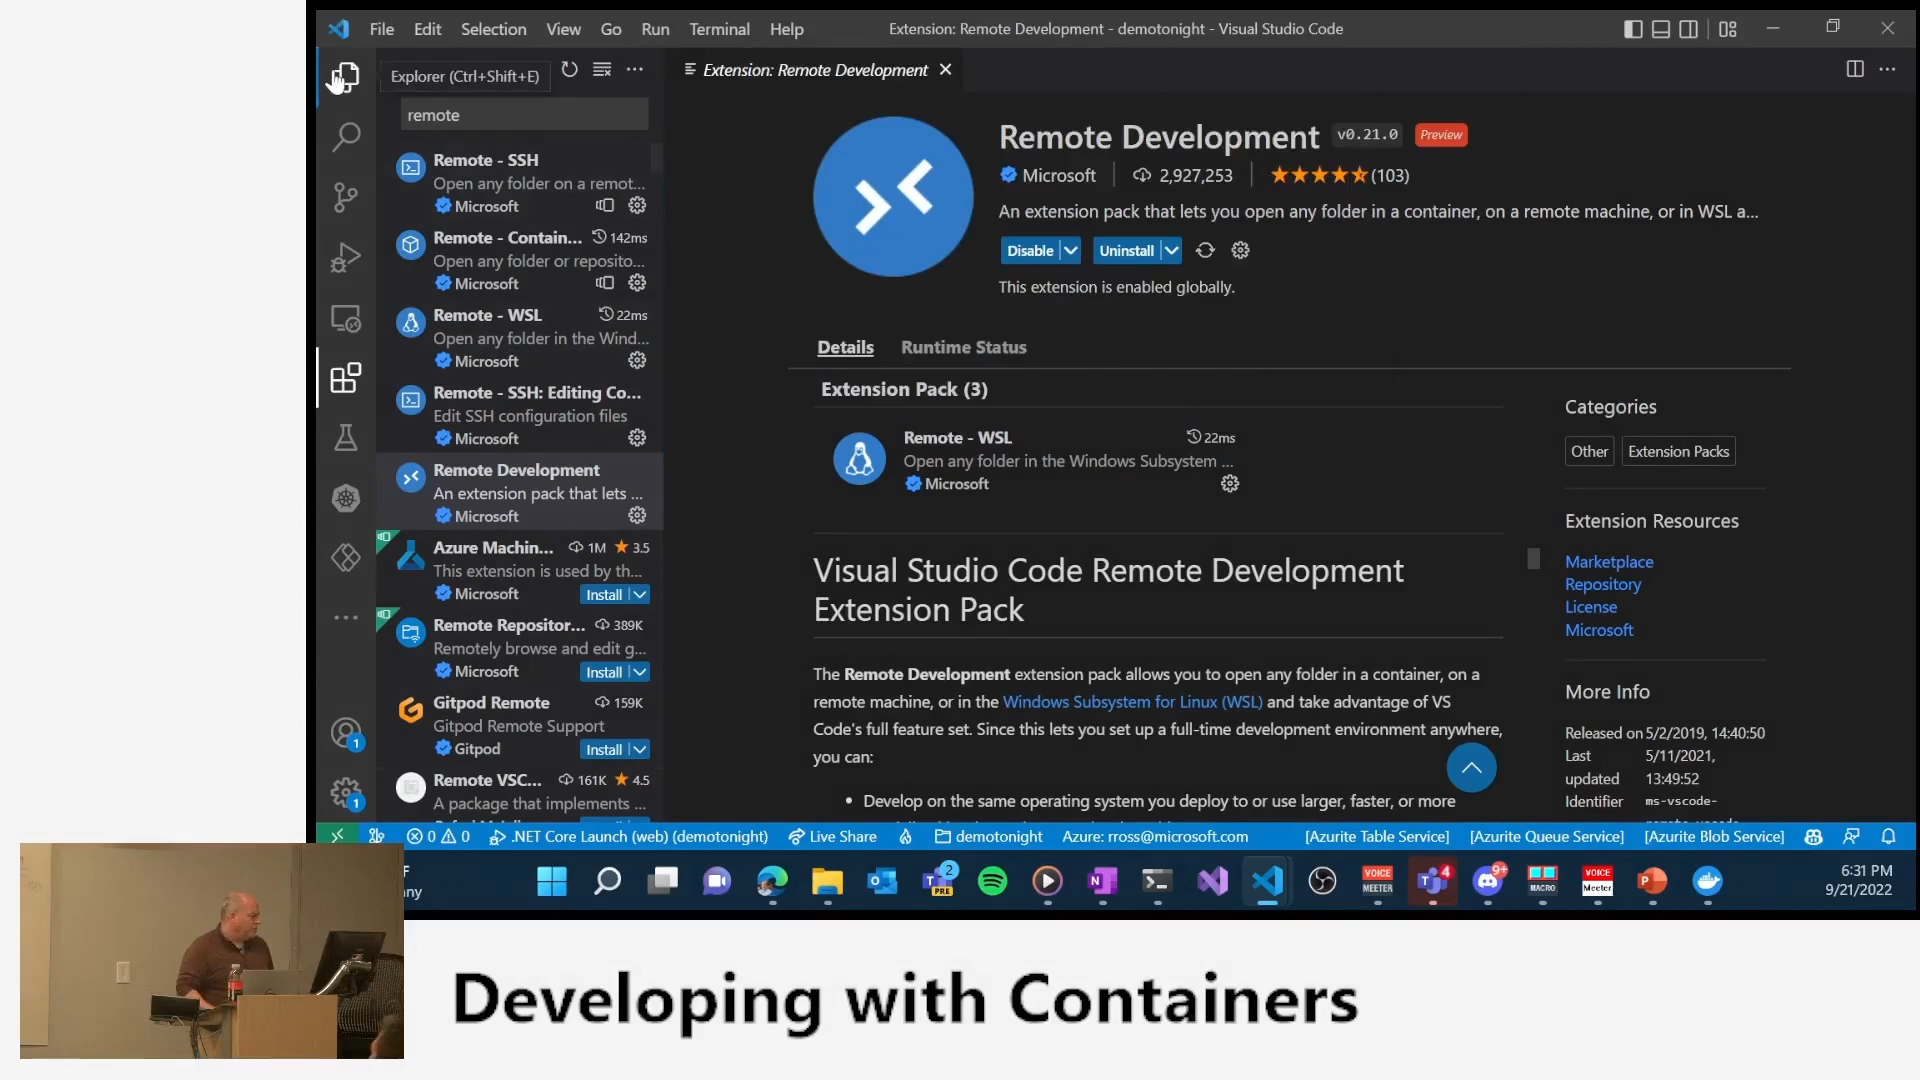 File Edit Selection View Go Run Terminal Help
Extension: Remote Development - demotonight - Visual Studio Code
Explorer (Ctrl+Shift+E)
remote
Remote - SSH
Open any folder on a remot...
Microsoft
Remote - Contain... 142ms
Open any folder or reposito...
Microsoft
Remote - WSL 22ms
Open any folder in the Wind...
Microsoft
Remote - SSH: Editing Co...
Edit SSH configuration files
Microsoft
Remote Development
An extension pack that lets ...
Microsoft
Azure Machin... 1M 3.5
This extension is used by th...
Microsoft Install
Remote Repositor... 389K
Remotely browse and edit g...
Microsoft Install
Gitpod Remote 159K
Gitpod Remote Support
Gitpod Install
Remote VSC... 161K 4.5
A package that implements ...
1
1
Extension: Remote Development
Remote Development v0.21.0 Preview
Microsoft 2,927,253 (103)
An extension pack that lets you open any folder in a container, on a remote machine, or in WSL a...
Disable Uninstall
This extension is enabled globally.
Details Runtime Status
Extension Pack (3)
Remote - WSL 22ms
Open any folder in the Windows Subsystem ...
Microsoft
Visual Studio Code Remote Development
Extension Pack
The Remote Development extension pack allows you to open any folder in a container, on a
remote machine, or in the Windows Subsystem for Linux (WSL) and take advantage of VS
Code's full feature set. Since this lets you set up a full-time development environment anywhere,
you can:
• Develop on the same operating system you deploy to or use larger, faster, or more
Categories
Other Extension Packs
Extension Resources
Marketplace
Repository
License
Microsoft
More Info
Released on 5/2/2019, 14:40:50
Last updated 5/11/2021, 13:49:52
Identifier ms-vscode-
0 0 .NET Core Launch (web) (demotonight) Live Share demotonight Azure: rross@microsoft.com [Azurite Table Service] [Azurite Queue Service] [Azurite Blob Service]
2 PRE VOICE MEETER 4 9+ MACRO VOICE Meeter
6:31 PM
9/21/2022
Developing with Containers